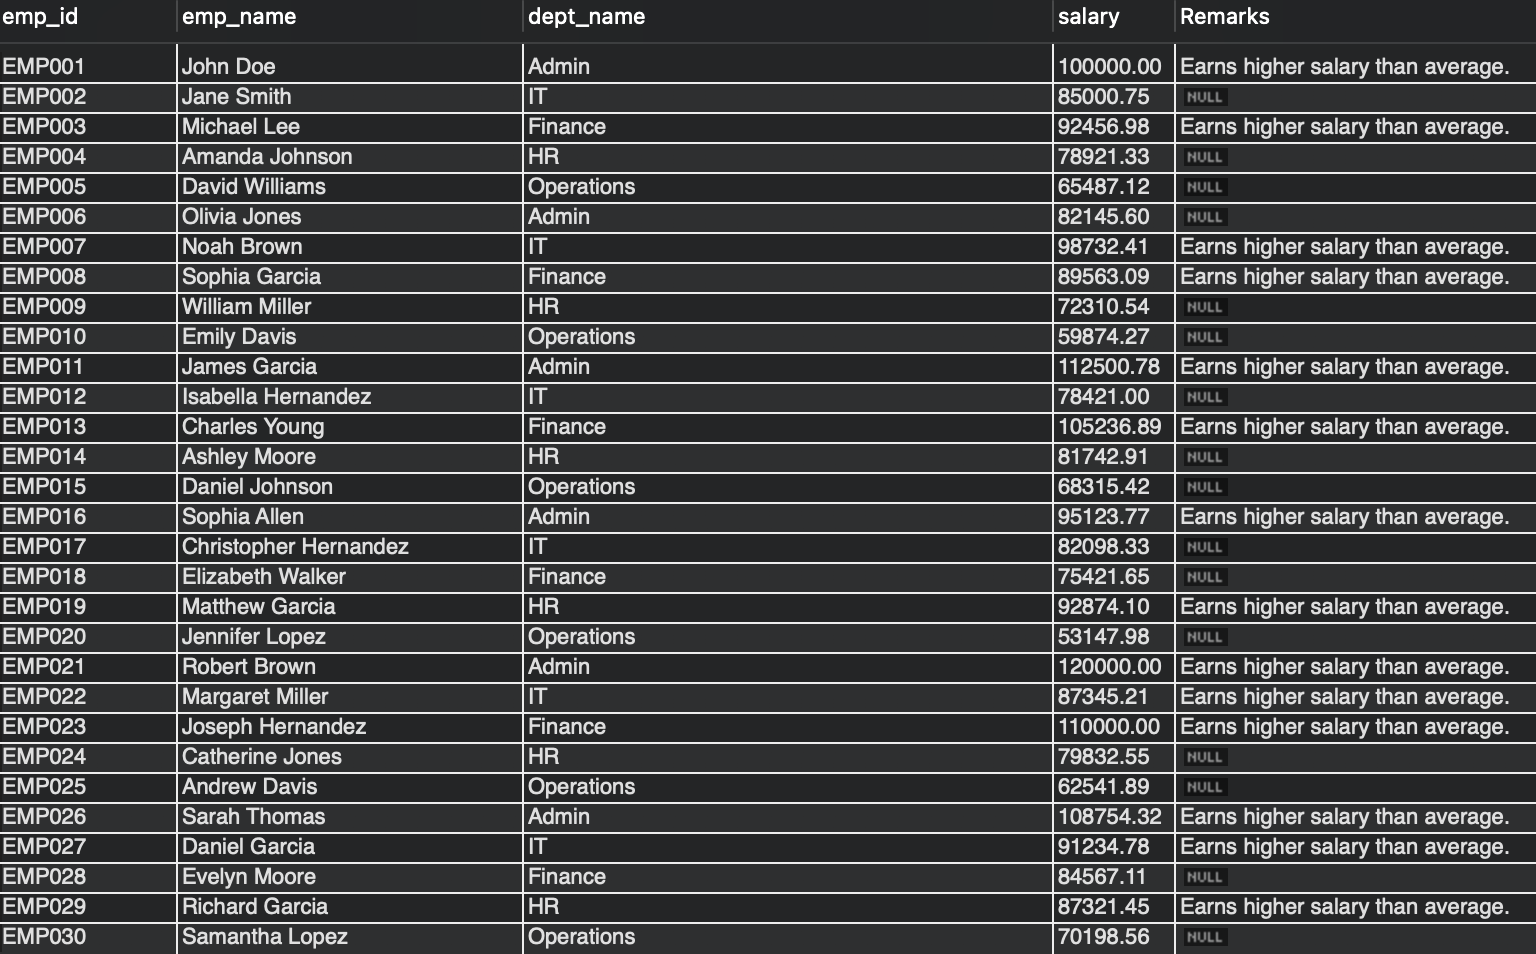 emp_id emp_name dept_name salary Remarks
EMP001 John Doe Admin 100000.00 Earns higher salary than average.
EMP002 Jane Smith IT 85000.75 NULL
EMP003 Michael Lee Finance 92456.98 Earns higher salary than average.
EMP004 Amanda Johnson HR 78921.33 NULL
EMP005 David Williams Operations 65487.12 NULL
EMP006 Olivia Jones Admin 82145.60 NULL
EMP007 Noah Brown IT 98732.41 Earns higher salary than average.
EMP008 Sophia Garcia Finance 89563.09 Earns higher salary than average.
EMP009 William Miller HR 72310.54 NULL
EMP010 Emily Davis Operations 59874.27 NULL
EMP011 James Garcia Admin 112500.78 Earns higher salary than average.
EMP012 Isabella Hernandez IT 78421.00 NULL
EMP013 Charles Young Finance 105236.89 Earns higher salary than average.
EMP014 Ashley Moore HR 81742.91 NULL
EMP015 Daniel Johnson Operations 68315.42 NULL
EMP016 Sophia Allen Admin 95123.77 Earns higher salary than average.
EMP017 Christopher Hernandez IT 82098.33 NULL
EMP018 Elizabeth Walker Finance 75421.65 NULL
EMP019 Matthew Garcia HR 92874.10 Earns higher salary than average.
EMP020 Jennifer Lopez Operations 53147.98 NULL
EMP021 Robert Brown Admin 120000.00 Earns higher salary than average.
EMP022 Margaret Miller IT 87345.21 Earns higher salary than average.
EMP023 Joseph Hernandez Finance 110000.00 Earns higher salary than average.
EMP024 Catherine Jones HR 79832.55 NULL
EMP025 Andrew Davis Operations 62541.89 NULL
EMP026 Sarah Thomas Admin 108754.32 Earns higher salary than average.
EMP027 Daniel Garcia IT 91234.78 Earns higher salary than average.
EMP028 Evelyn Moore Finance 84567.11 NULL
EMP029 Richard Garcia HR 87321.45 Earns higher salary than average.
EMP030 Samantha Lopez Operations 70198.56 NULL